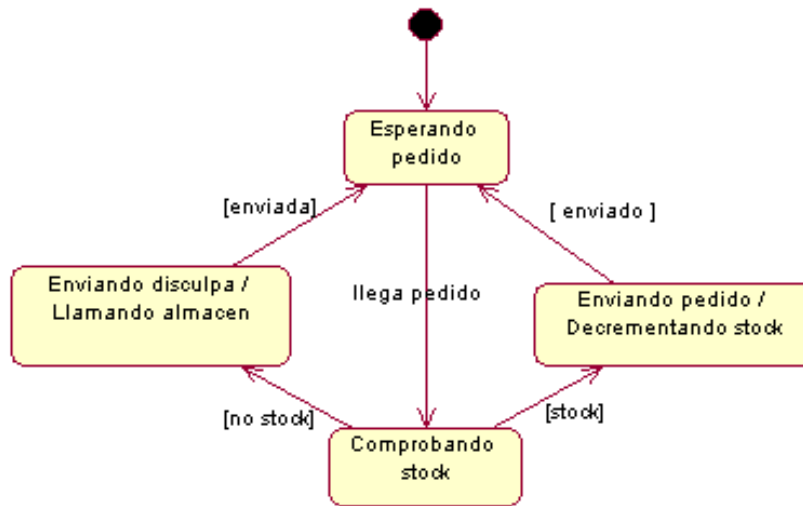 Esperando
pedido
[enviada]
[ enviado ]
Enviando disculpa /
Llamando almacen
llega pedido
Enviando pedido /
Decrementando stock
[no stock]
[stock]
Comprobando
stock